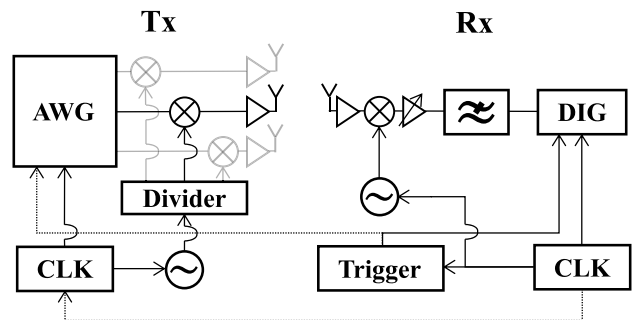 Tx
Rx
AWG
DIG
Divider
CLK
Trigger
CLK